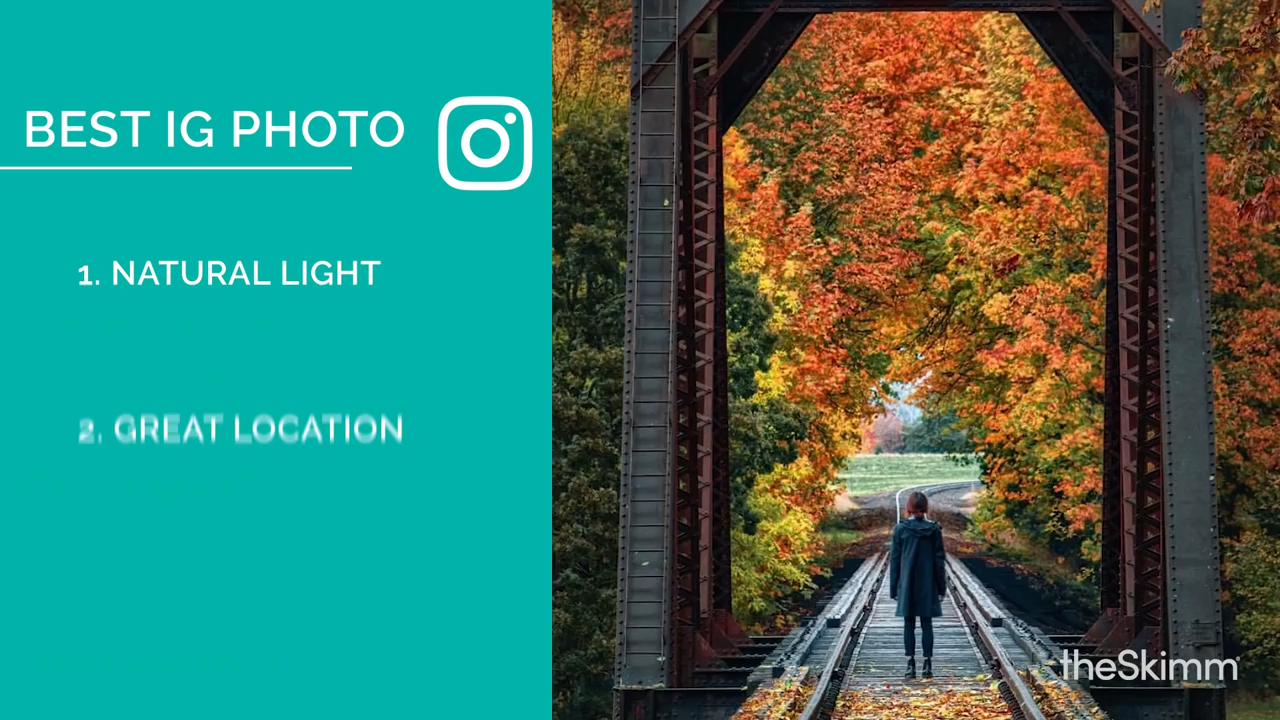 BEST IG PHOTO
1. NATURAL LIGHT
2. GREAT LOCATION
theSkimm